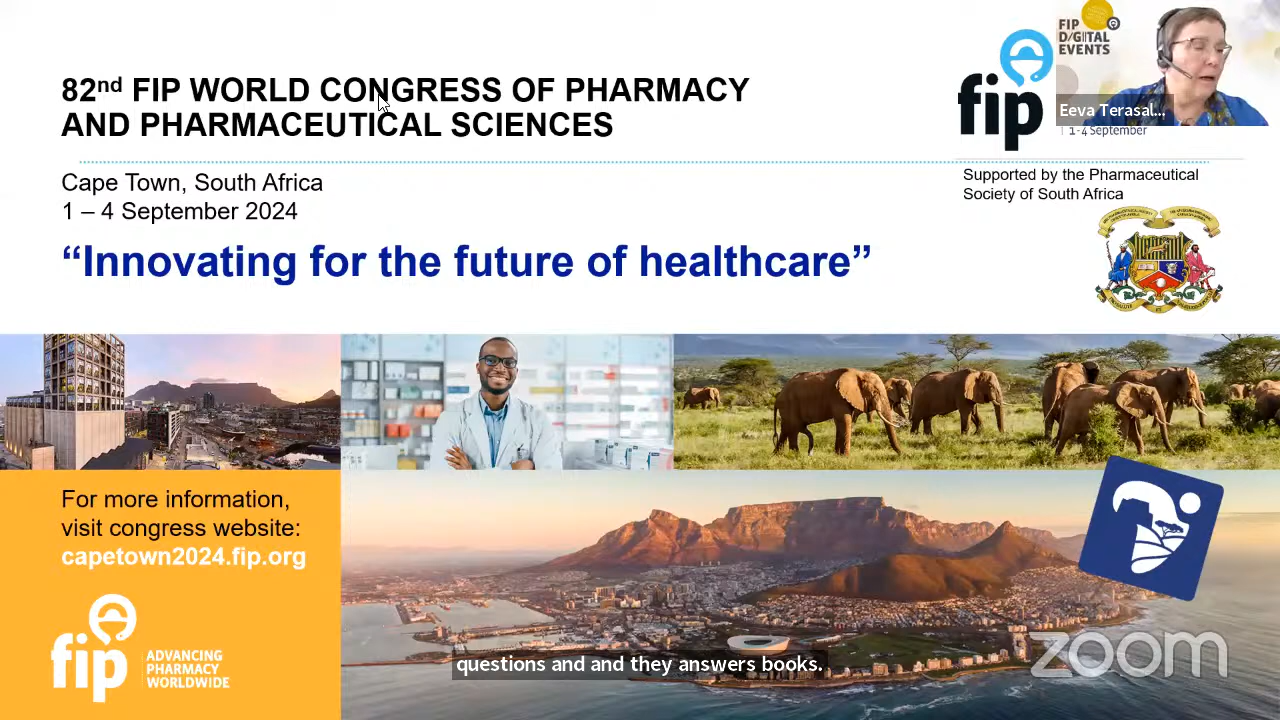 82nd FIP WORLD CONGRESS OF PHARMACY
AND PHARMACEUTICAL SCIENCES
Cape Town, South Africa
1 – 4 September 2024
“Innovating for the future of healthcare”
fip
FIP
DIGITAL
EVENTS
Eeva Terasal...
1-4 September
Supported by the Pharmaceutical
Society of South Africa
For more information,
visit congress website:
capetown2024.fip.org
fip
ADVANCING
PHARMACY
WORLDWIDE
questions and and they answers books.
zoom